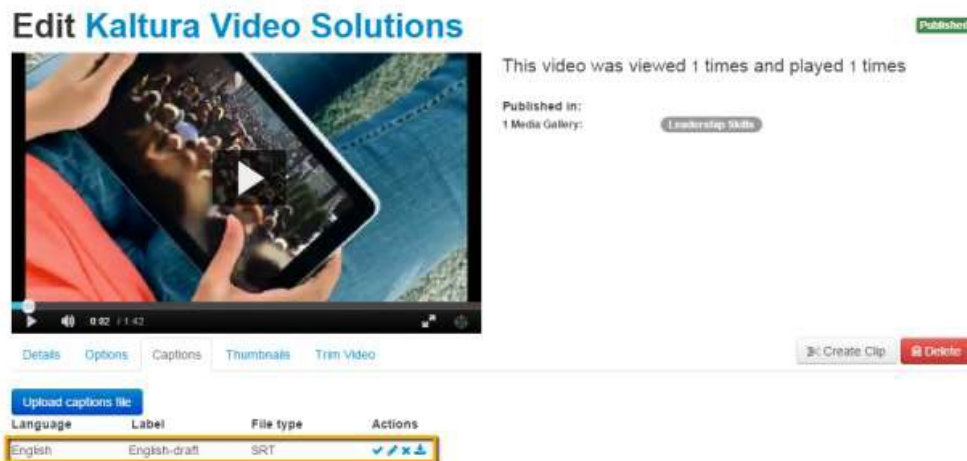 Edit Kaltura Video Solutions
Published
This video was viewed 1 times and played 1 times
Published in:
1 Media Gallery: Leadership Skills
0:02 / 1:42
Details Options Captions Thumbnails Trim Video
Create Clip Delete
Upload captions file
Language Label File type Actions
English English-draft SRT